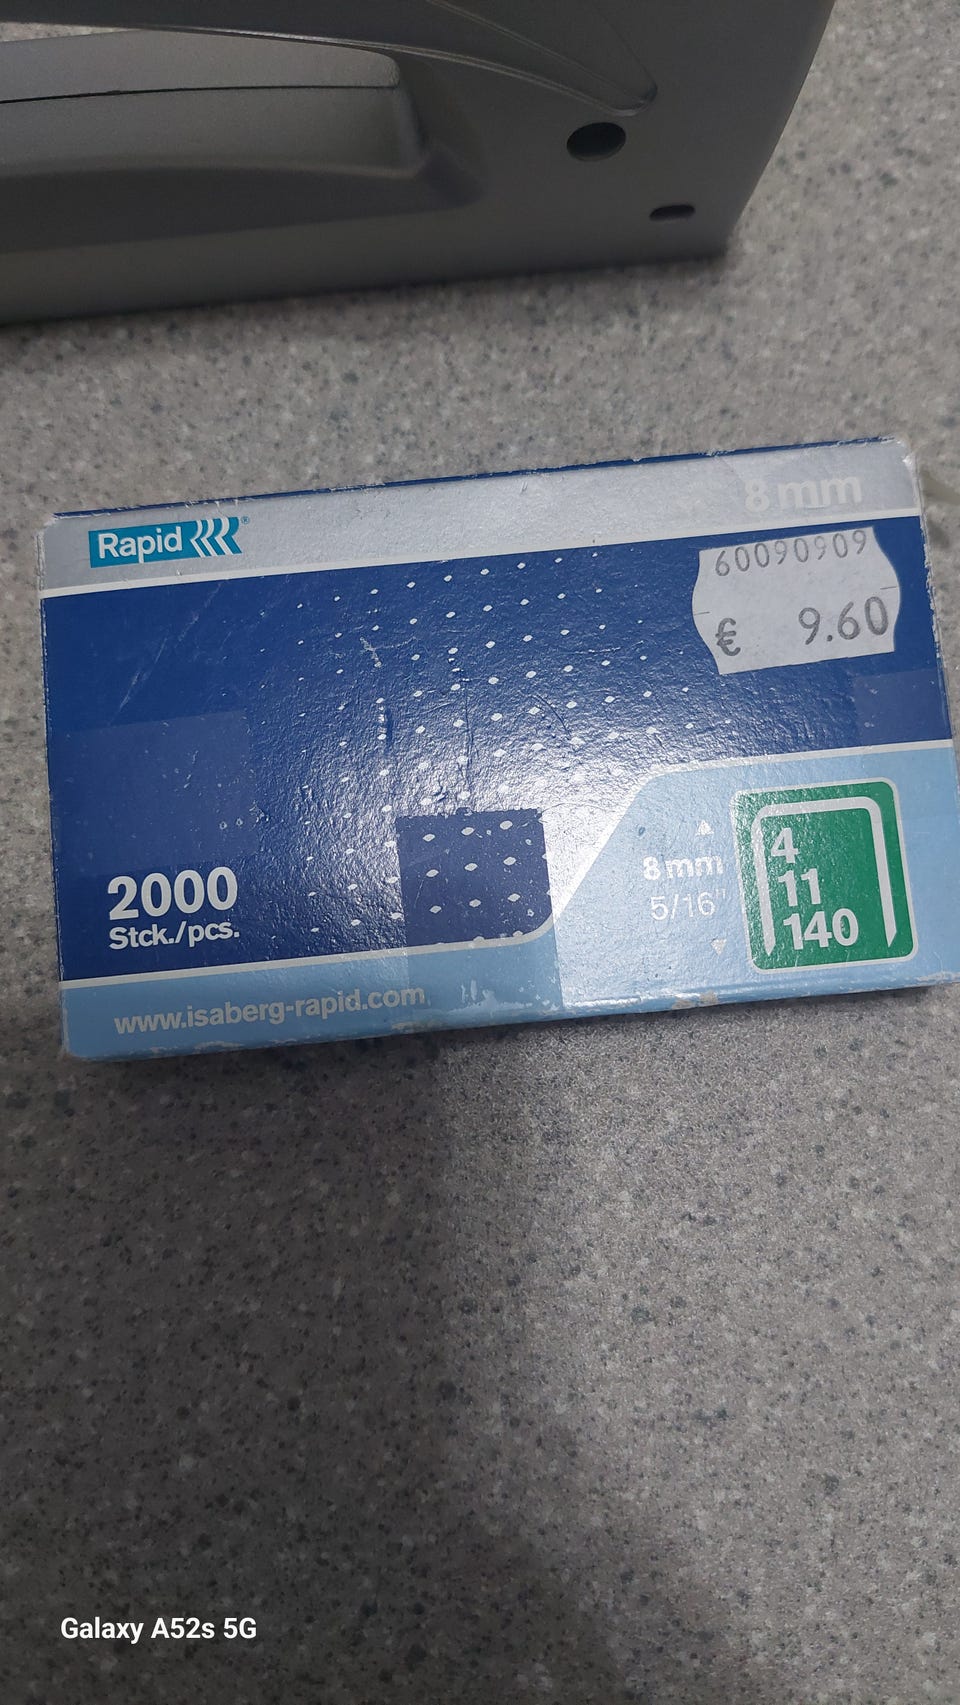 Rapid®
8 mm
60090909
€ 9.60
2000
Stck./pcs.
8 mm
5/16"
4
11
140
www.isaberg-rapid.com
Galaxy A52s 5G